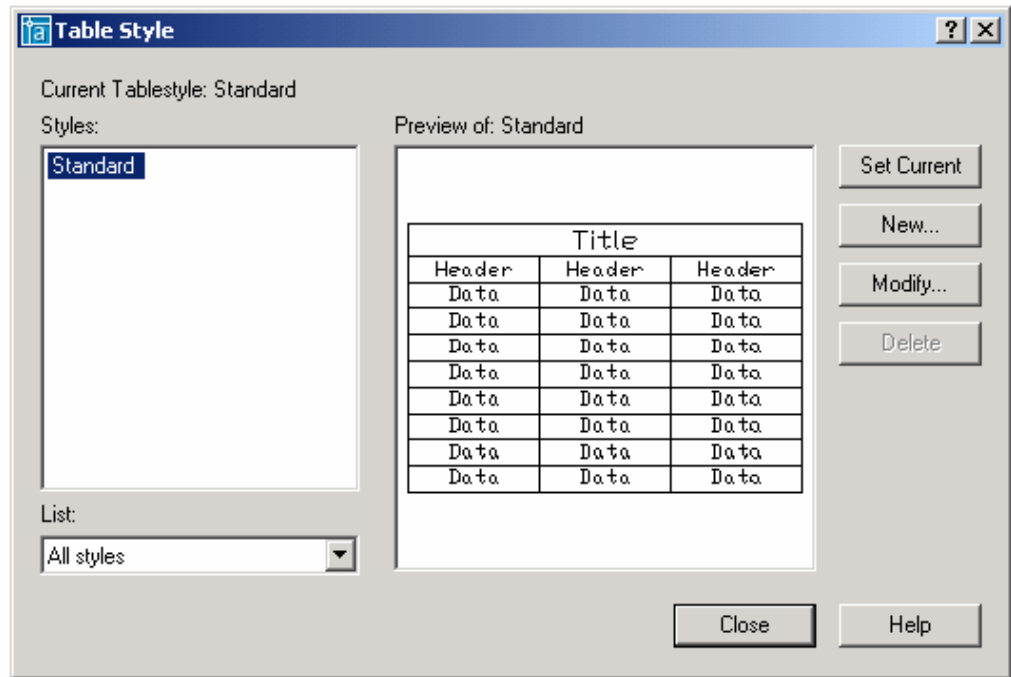 Table Style
Current Tablestyle: Standard
Styles:
Standard
List:
All styles
Preview of: Standard
Title
Header Header Header
Data Data Data
Data Data Data
Data Data Data
Data Data Data
Data Data Data
Data Data Data
Data Data Data
Data Data Data
Set Current
New...
Modify...
Delete
Close
Help